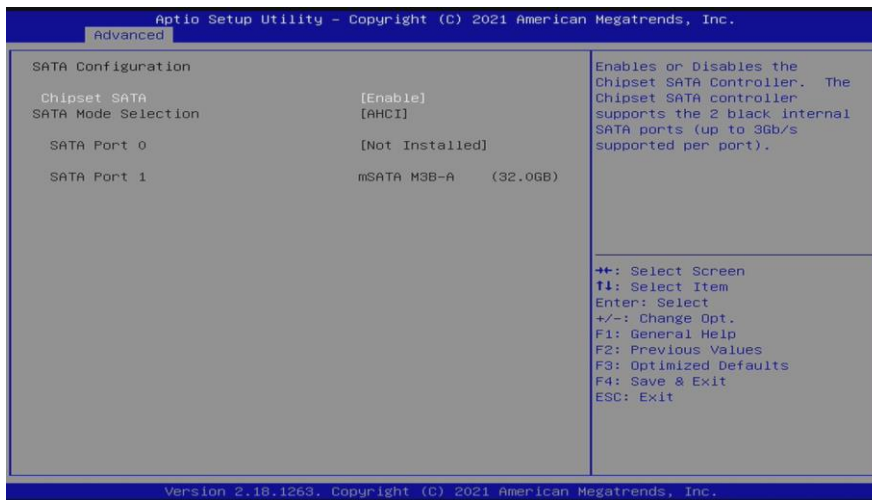 Aptio Setup Utility – Copyright (C) 2021 American Megatrends, Inc.
Advanced
SATA Configuration
Chipset SATA [Enable]
SATA Mode Selection [AHCI]
SATA Port 0 [Not Installed]
SATA Port 1 mSATA M3B-A (32.0GB)
Enables or Disables the
Chipset SATA Controller. The
Chipset SATA controller
supports the 2 black internal
SATA ports (up to 3Gb/s
supported per port).
→←: Select Screen
↑↓: Select Item
Enter: Select
+/-: Change Opt.
F1: General Help
F2: Previous Values
F3: Optimized Defaults
F4: Save & Exit
ESC: Exit
Version 2.18.1263. Copyright (C) 2021 American Megatrends, Inc.